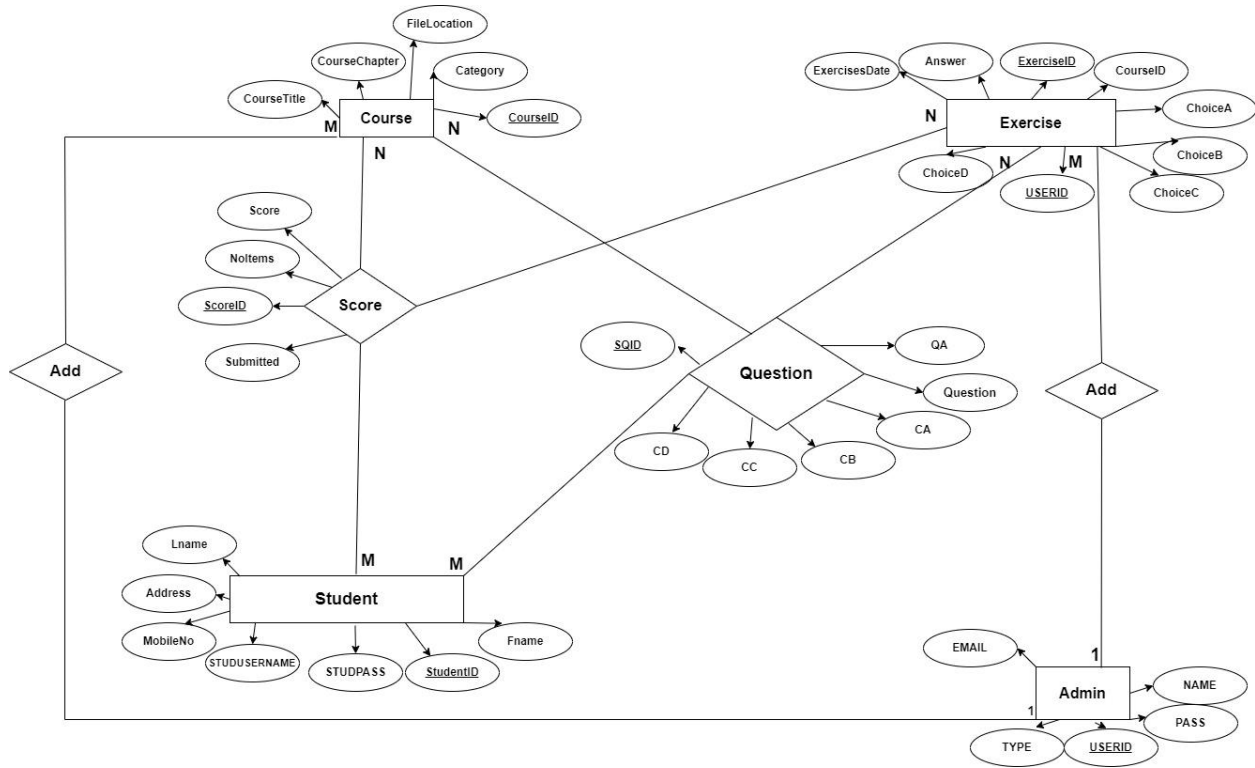 FileLocation
CourseChapter
Category
CourseTitle
CourseID
M
Course
N
N
ExercisesDate
Answer
ExerciseID
CourseID
ChoiceA
N
Exercise
ChoiceB
ChoiceD
N
M
USERID
ChoiceC
Score
NoItems
ScoreID
Score
Submitted
Add
SQID
QA
Question
Question
CA
CD
CC
CB
Add
Lname
M
M
Address
Student
MobileNo
STUDUSERNAME
STUDPASS
StudentID
Fname
EMAIL
1
Admin
NAME
1
PASS
TYPE
USERID